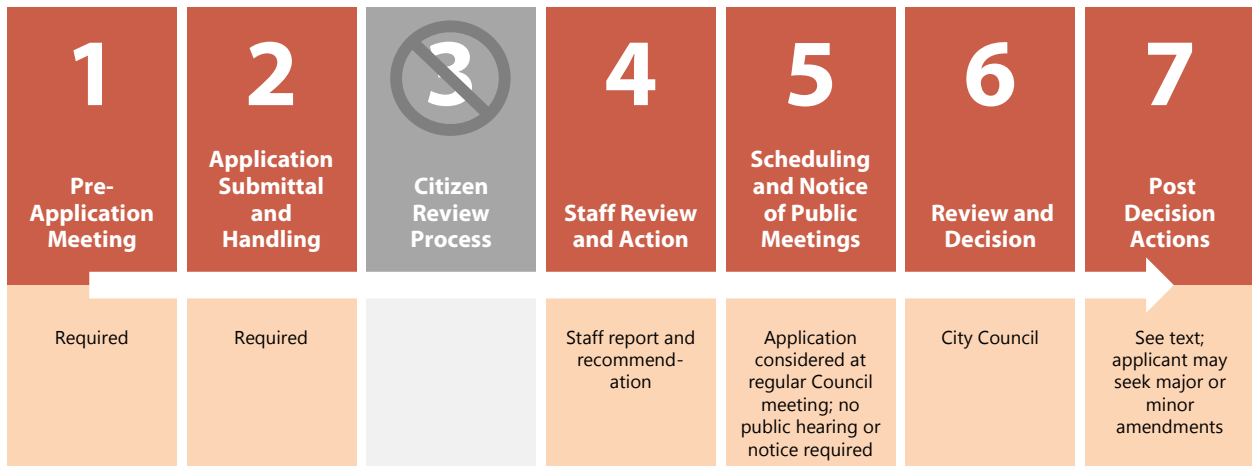 1
Pre-
Application
Meeting
Required
2
Application
Submittal
and
Handling
Required
3
Citizen
Review
Process
4
Staff Review
and Action
Staff report and
recommend-
ation
5
Scheduling
and Notice
of Public
Meetings
Application
considered at
regular Council
meeting; no
public hearing or
notice required
6
Review and
Decision
City Council
7
Post
Decision
Actions
See text;
applicant may
seek major or
minor
amendments